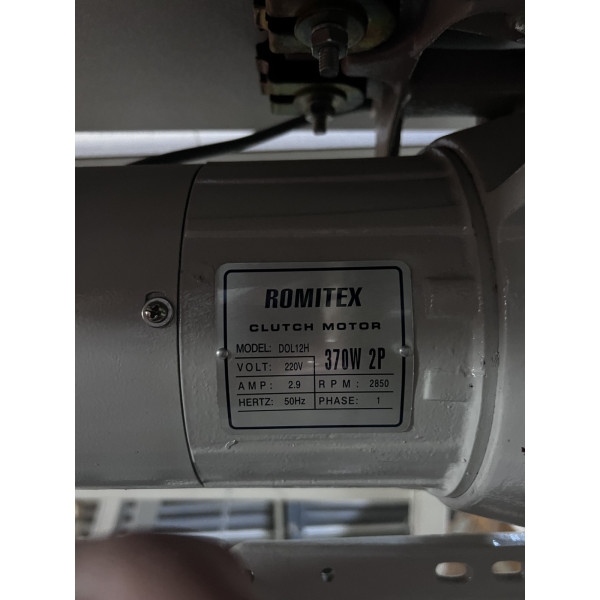 ROMITEX
CLUTCH MOTOR
MODEL: DOL12H
370W 2P
VOLT: 220V
AMP: 2.9 RPM: 2850
HERTZ: 50Hz PHASE: 1